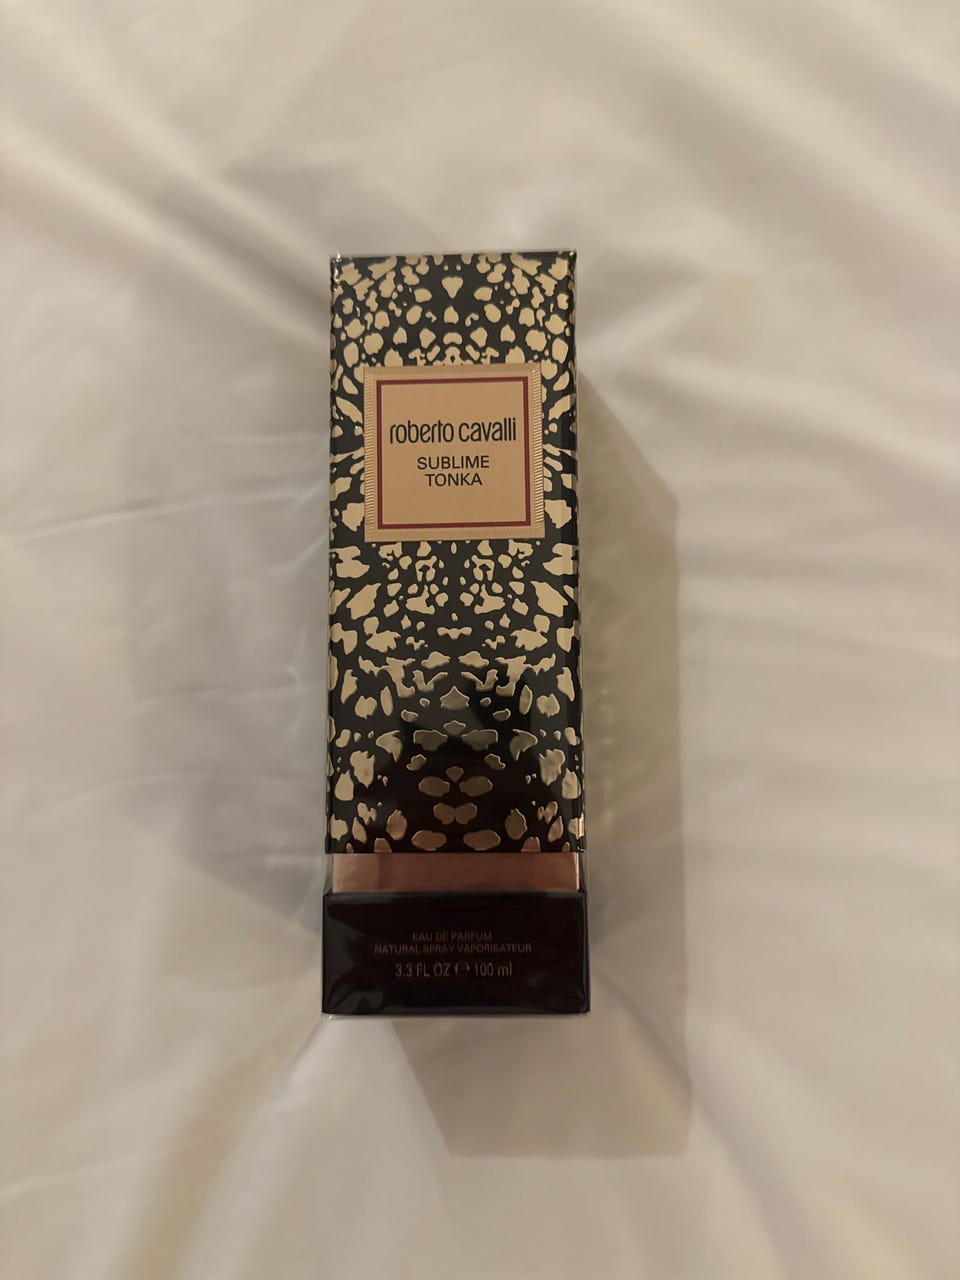 roberto cavalli
SUBLIME
TONKA
EAU DE PARFUM
NATURAL SPRAY VAPORISATEUR
3.3 FL OZ ℮ 100 ml